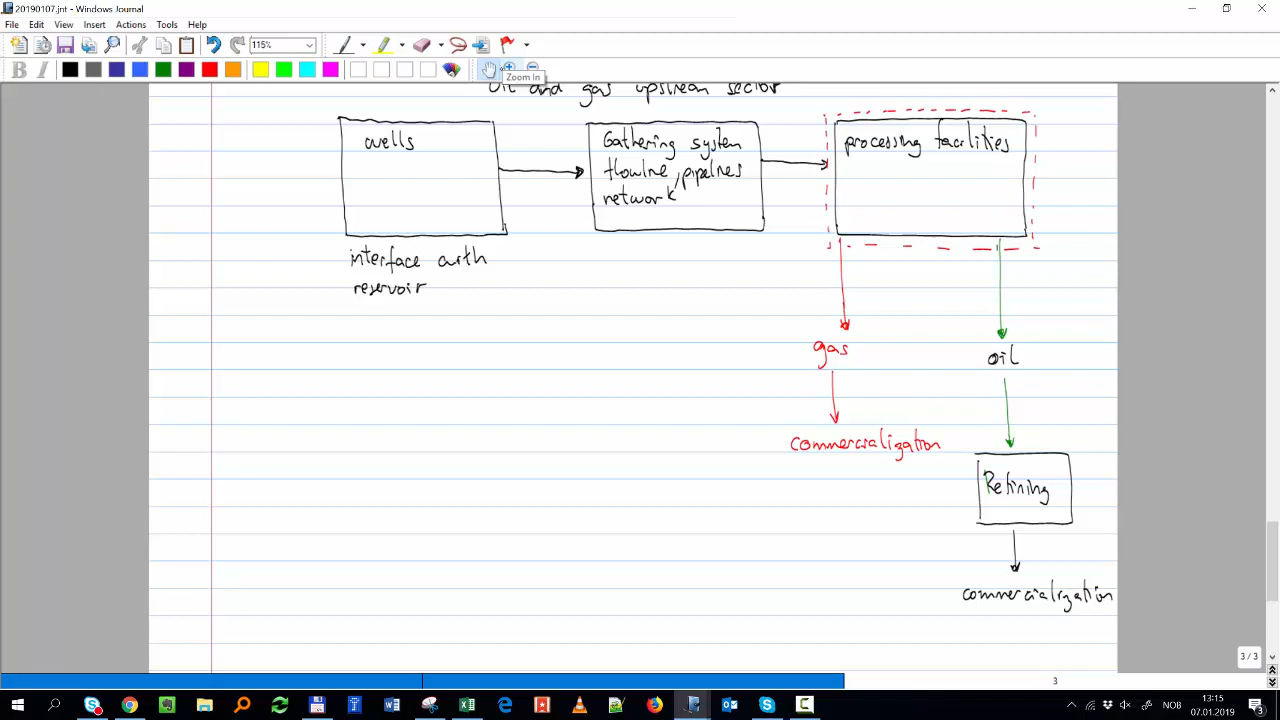 20190107.jnt - Windows Journal
File Edit View Insert Actions Tools Help
115%
Zoom In
Oil and gas upstream sector
wells
Gathering system
flowline, pipelines
network
processing facilities
interface with
reservoir
gas
oil
commercialization
Refining
commercialization
3 / 3
3
13:15
NOB
07.01.2019